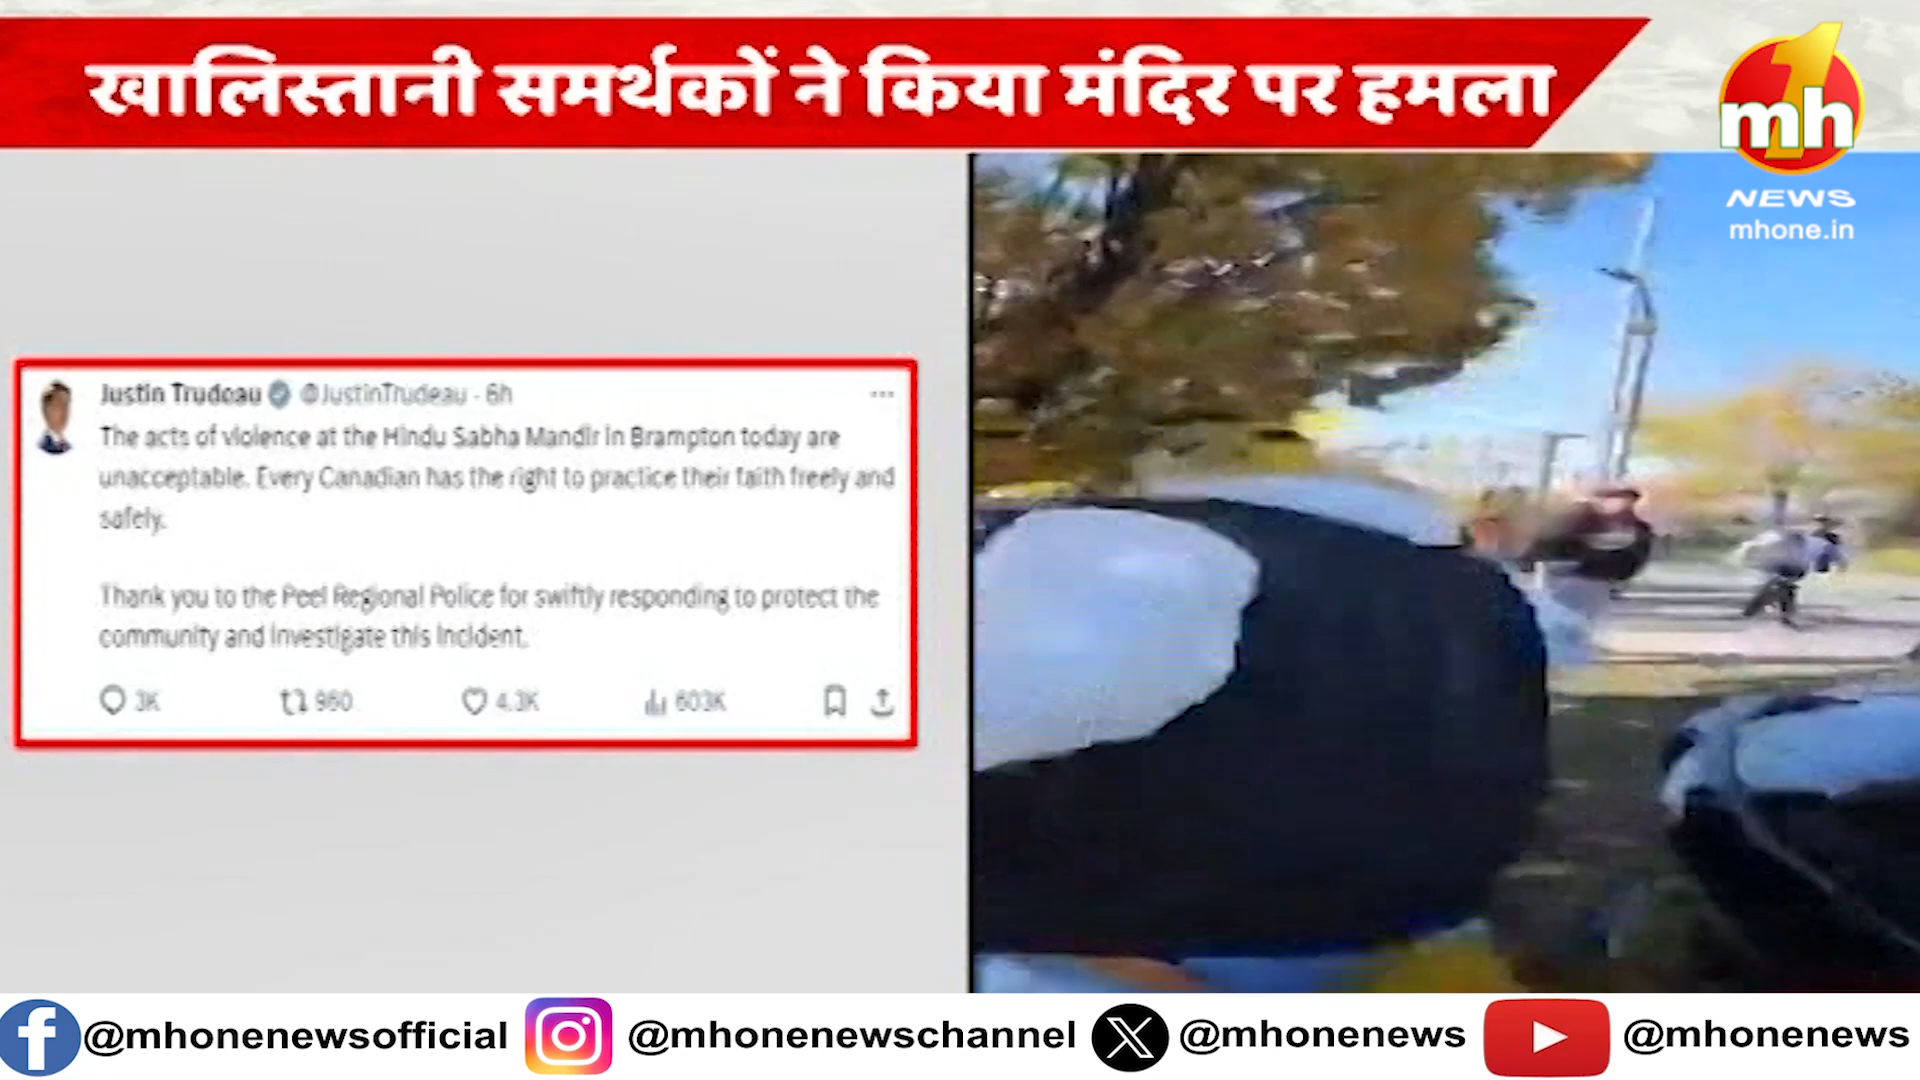 खालिस्तानी समर्थकों ने किया मंदिर पर हमला
1
mh
NEWS
mhone.in
Justin Trudeau @JustinTrudeau · 6h
The acts of violence at the Hindu Sabha Mandir in Brampton today are
unacceptable. Every Canadian has the right to practice their faith freely and
safely.
Thank you to the Peel Regional Police for swiftly responding to protect the
community and investigate this incident.
3K 960 4.3K 603K
@mhonenewsofficial @mhonenewschannel @mhonenews @mhonenews